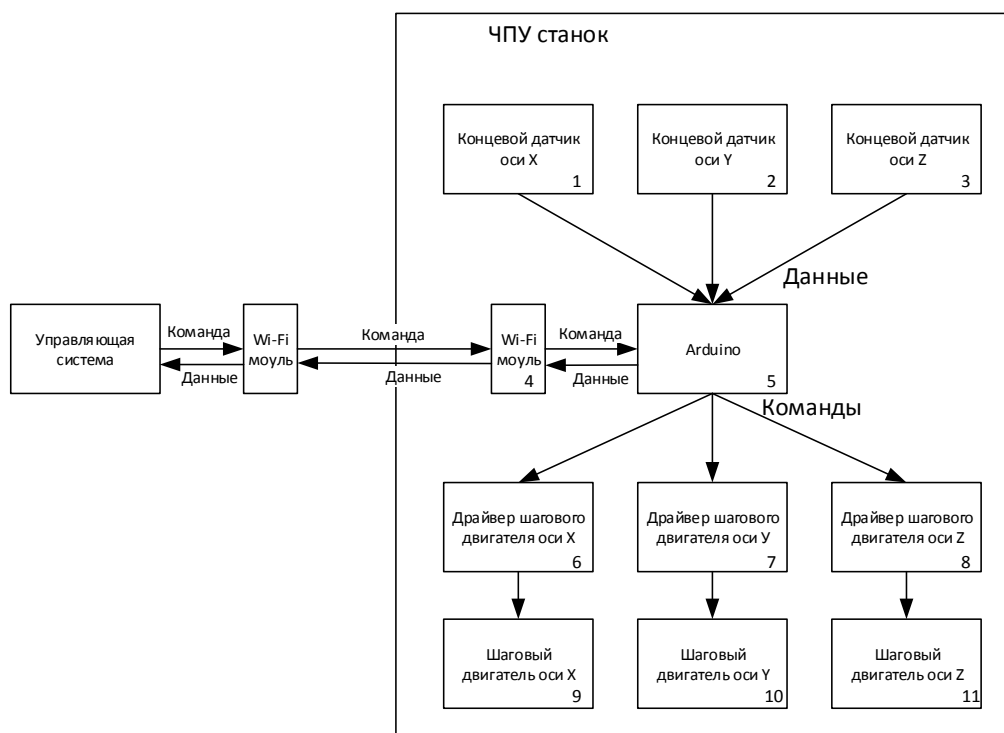 ЧПУ станок
Концевой датчик
оси X
1
Концевой датчик
оси Y
2
Концевой датчик
оси Z
3
Данные
Управляющая
система
Команда
Данные
Wi-Fi
моуль
Команда
Данные
Wi-Fi
моуль
4
Команда
Данные
Arduino
5
Команды
Драйвер шагового
двигателя оси X
6
Драйвер шагового
двигателя оси У
7
Драйвер шагового
двигателя оси Z
8
Шаговый
двигатель оси X
9
Шаговый
двигатель оси Y
10
Шаговый
двигатель оси Z
11